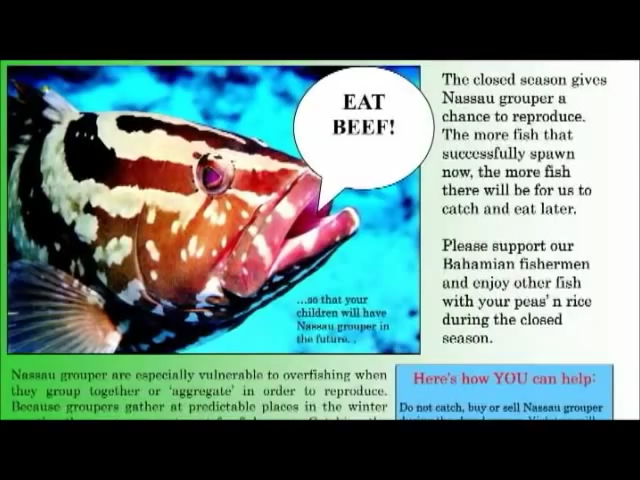 EAT
BEEF!
...so that your
children will have
Nassau grouper in
the future. .
The closed season gives
Nassau grouper a
chance to reproduce.
The more fish that
successfully spawn
now, the more fish
there will be for us to
catch and eat later.
Please support our
Bahamian fishermen
and enjoy other fish
with your peas' n rice
during the closed
season.
Nassau grouper are especially vulnerable to overfishing when
they group together or 'aggregate' in order to reproduce.
Because groupers gather at predictable places in the winter
Here's how YOU can help:
Do not catch, buy or sell Nassau grouper